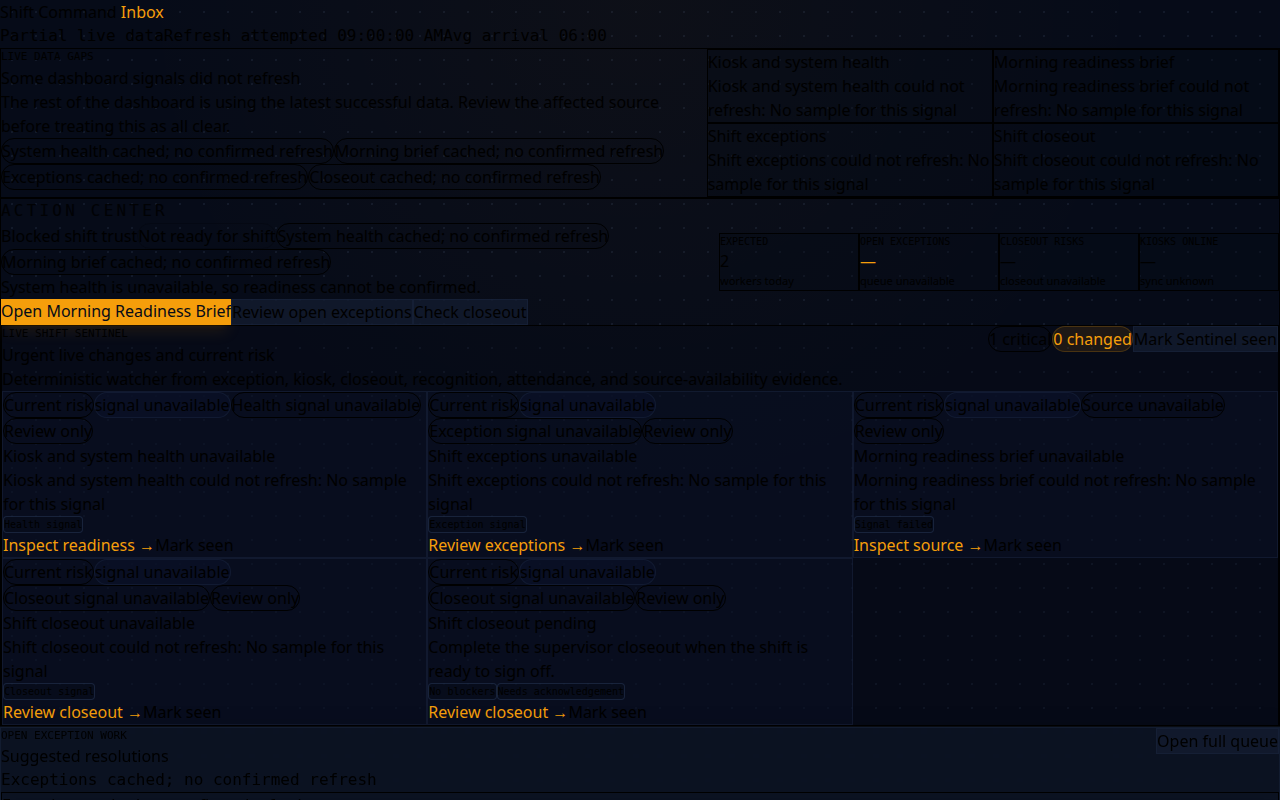 Shift Command Inbox
Partial live dataRefresh attempted 09:00:00 AMAvg arrival 06:00
LIVE DATA GAPS
Some dashboard signals did not refresh
The rest of the dashboard is using the latest successful data. Review the affected source
before treating this as all clear.
System health cached; no confirmed refresh Morning brief cached; no confirmed refresh
Exceptions cached; no confirmed refresh Closeout cached; no confirmed refresh
Kiosk and system health
Kiosk and system health could not
refresh: No sample for this signal
Morning readiness brief
Morning readiness brief could not
refresh: No sample for this signal
Shift exceptions
Shift exceptions could not refresh: No
sample for this signal
Shift closeout
Shift closeout could not refresh: No
sample for this signal
ACTION CENTER
Blocked shift trustNot ready for shift System health cached; no confirmed refresh
Morning brief cached; no confirmed refresh
System health is unavailable, so readiness cannot be confirmed.
Open Morning Readiness Brief Review open exceptions Check closeout
EXPECTED
2
workers today
OPEN EXCEPTIONS
—
queue unavailable
CLOSEOUT RISKS
—
closeout unavailable
KIOSKS ONLINE
—
sync unknown
LIVE SHIFT SENTINEL
Urgent live changes and current risk
Deterministic watcher from exception, kiosk, closeout, recognition, attendance, and source-availability evidence.
1 critical 0 changed Mark Sentinel seen
Current risk signal unavailable Health signal unavailable
Review only
Kiosk and system health unavailable
Kiosk and system health could not refresh: No sample
for this signal
Health signal
Inspect readiness → Mark seen
Current risk signal unavailable
Exception signal unavailable Review only
Shift exceptions unavailable
Shift exceptions could not refresh: No sample for this
signal
Exception signal
Review exceptions → Mark seen
Current risk signal unavailable Source unavailable
Review only
Morning readiness brief unavailable
Morning readiness brief could not refresh: No sample
for this signal
Signal failed
Inspect source → Mark seen
Current risk signal unavailable
Closeout signal unavailable Review only
Shift closeout unavailable
Shift closeout could not refresh: No sample for this
signal
Closeout signal
Review closeout → Mark seen
Current risk signal unavailable
Closeout signal unavailable Review only
Shift closeout pending
Complete the supervisor closeout when the shift is
ready to sign off.
No blockers Needs acknowledgement
Review closeout → Mark seen
OPEN EXCEPTION WORK
Suggested resolutions
Exceptions cached; no confirmed refresh
Open full queue